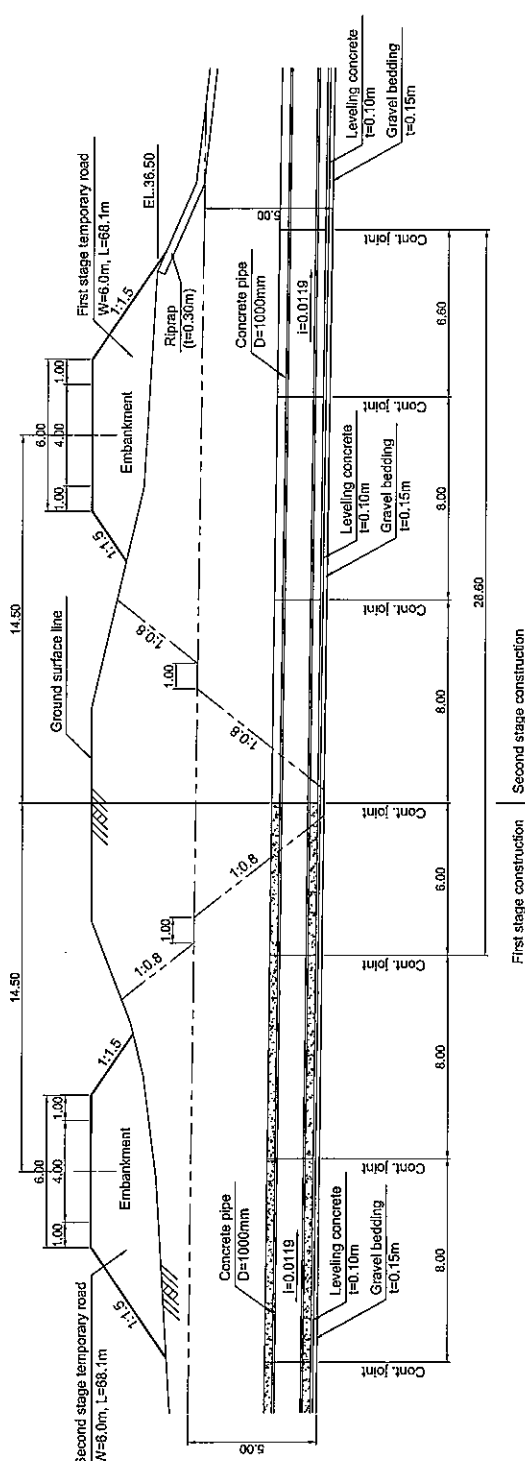 Second stage temporary road
W=6.0m, L=68.1m
6.00
1.00
4.00
1.00
1:1.5
Embankment
1:1.5
14.50
14.50
Ground surface line
6.00
1.00
4.00
1.00
First stage temporary road
W=6.0m, L=68.1m
1:1.5
Embankment
1:1.5
EL.36.50
Riprap
(t=0.30m)
1:0.8
1.00
1:0.8
1:0.8
1.00
1:0.8
5.00
5.00
Concrete pipe
D=1000mm
i=0.0119
Leveling concrete
t=0.10m
Gravel bedding
t=0.15m
Concrete pipe
D=1000mm
i=0.0119
Leveling concrete
t=0.10m
Gravel bedding
t=0.15m
Leveling concrete
t=0.10m
Gravel bedding
t=0.15m
Cont. joint
Cont. joint
Cont. joint
Cont. joint
Cont. joint
Cont. joint
Cont. joint
8.00
8.00
6.00
8.00
8.00
6.60
28.60
First stage construction
Second stage construction